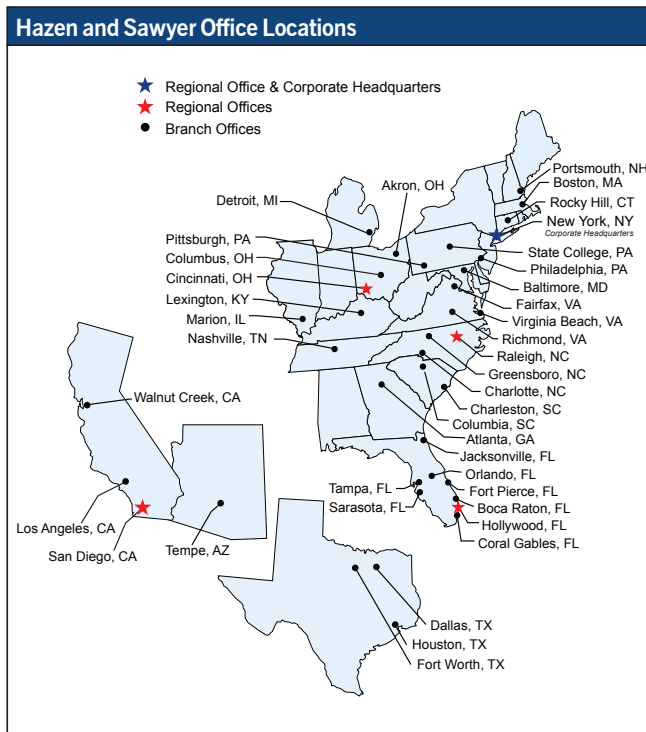 Hazen and Sawyer Office Locations
Regional Office & Corporate Headquarters
Regional Offices
Branch Offices
Portsmouth, NH
Boston, MA
Rocky Hill, CT
New York, NY
Corporate Headquarters
State College, PA
Philadelphia, PA
Baltimore, MD
Fairfax, VA
Virginia Beach, VA
Richmond, VA
Raleigh, NC
Greensboro, NC
Charlotte, NC
Charleston, SC
Columbia, SC
Atlanta, GA
Jacksonville, FL
Orlando, FL
Fort Pierce, FL
Boca Raton, FL
Hollywood, FL
Coral Gables, FL
Akron, OH
Detroit, MI
Pittsburgh, PA
Columbus, OH
Cincinnati, OH
Lexington, KY
Marion, IL
Nashville, TN
Tampa, FL
Sarasota, FL
Walnut Creek, CA
Los Angeles, CA
San Diego, CA
Tempe, AZ
Dallas, TX
Houston, TX
Fort Worth, TX